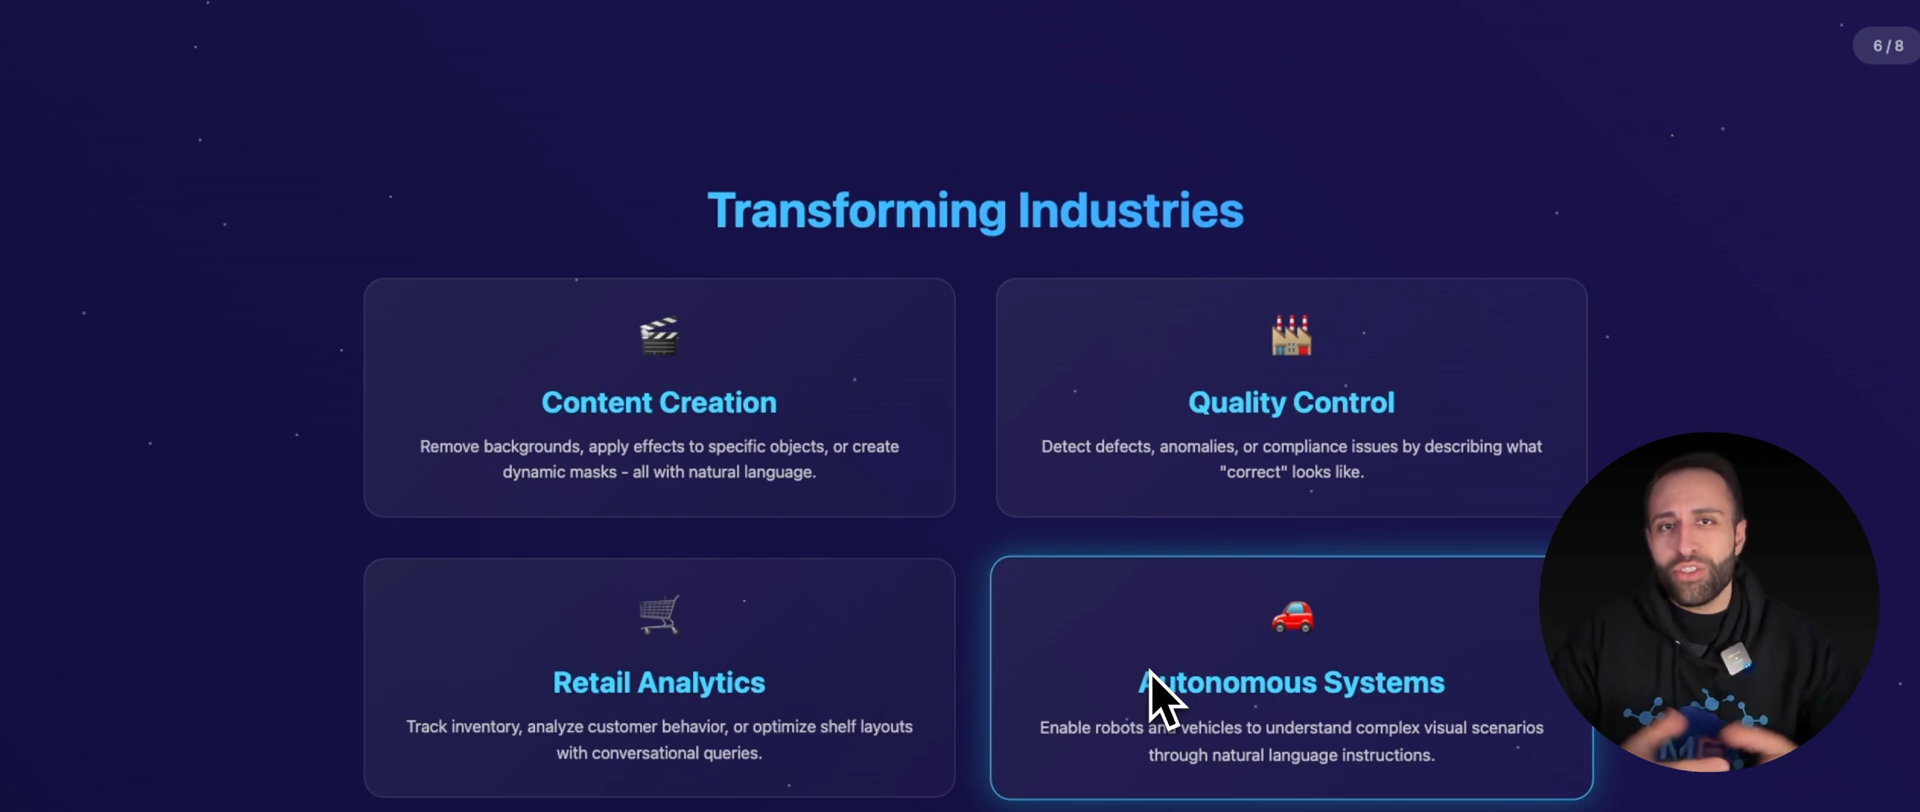 6 / 8
Transforming Industries
Content Creation
Remove backgrounds, apply effects to specific objects, or create
dynamic masks - all with natural language.
Quality Control
Detect defects, anomalies, or compliance issues by describing what
"correct" looks like.
Retail Analytics
Track inventory, analyze customer behavior, or optimize shelf layouts
with conversational queries.
Autonomous Systems
Enable robots and vehicles to understand complex visual scenarios
through natural language instructions.